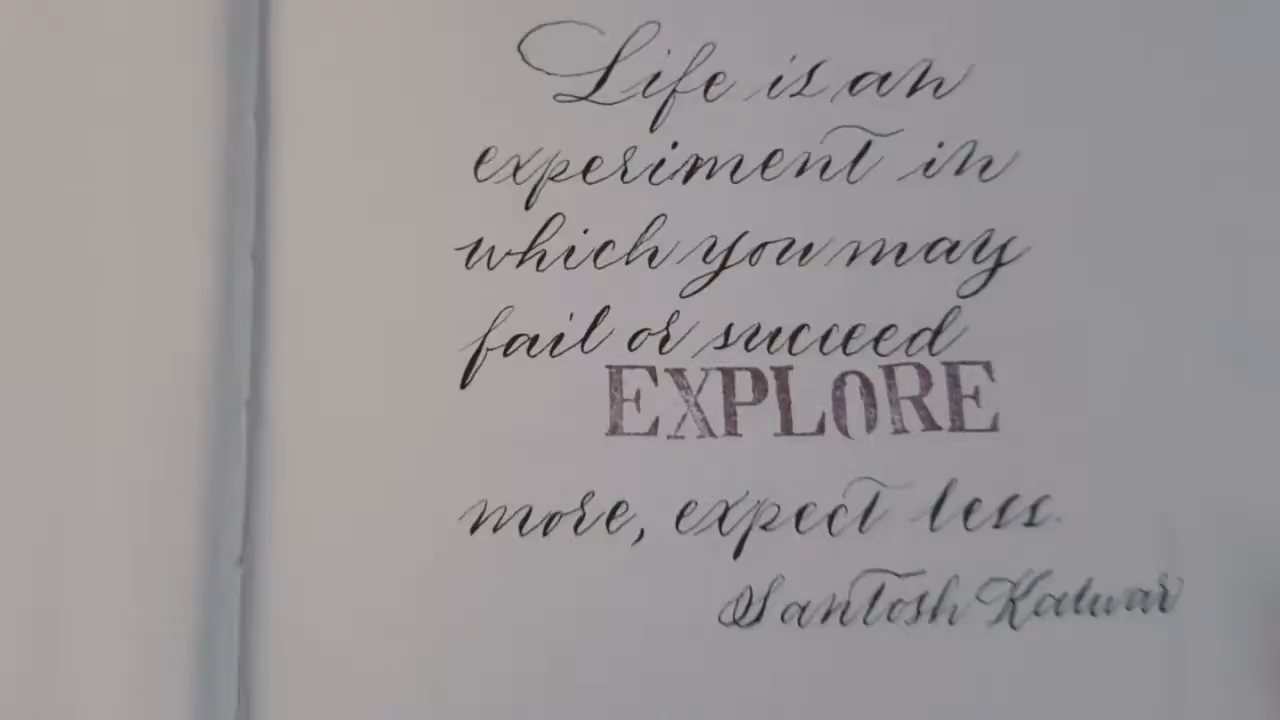 Life is an
experiment in
which you may
fail or succeed
EXPLORE
more, expect less.
Santosh Kalwar